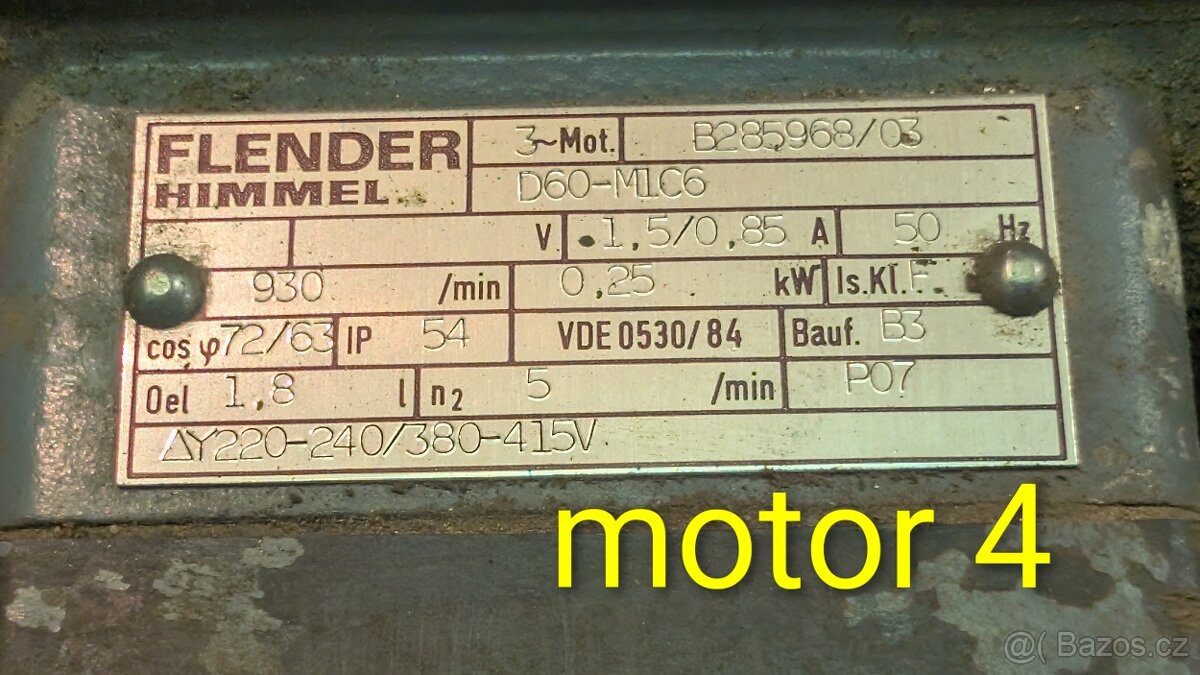 FLENDER HIMMEL
3~Mot. B285968/03
D60-M1C6
V .1,5/0,85 A 50 Hz
930 /min 0,25 kW Is.Kl. F
cos φ 72/63 IP 54 VDE 0530/84 Bauf. B3
Oel 1,8 l n2 5 /min P07
ΔY220-240/380-415V
motor 4
@( Bazos.cz